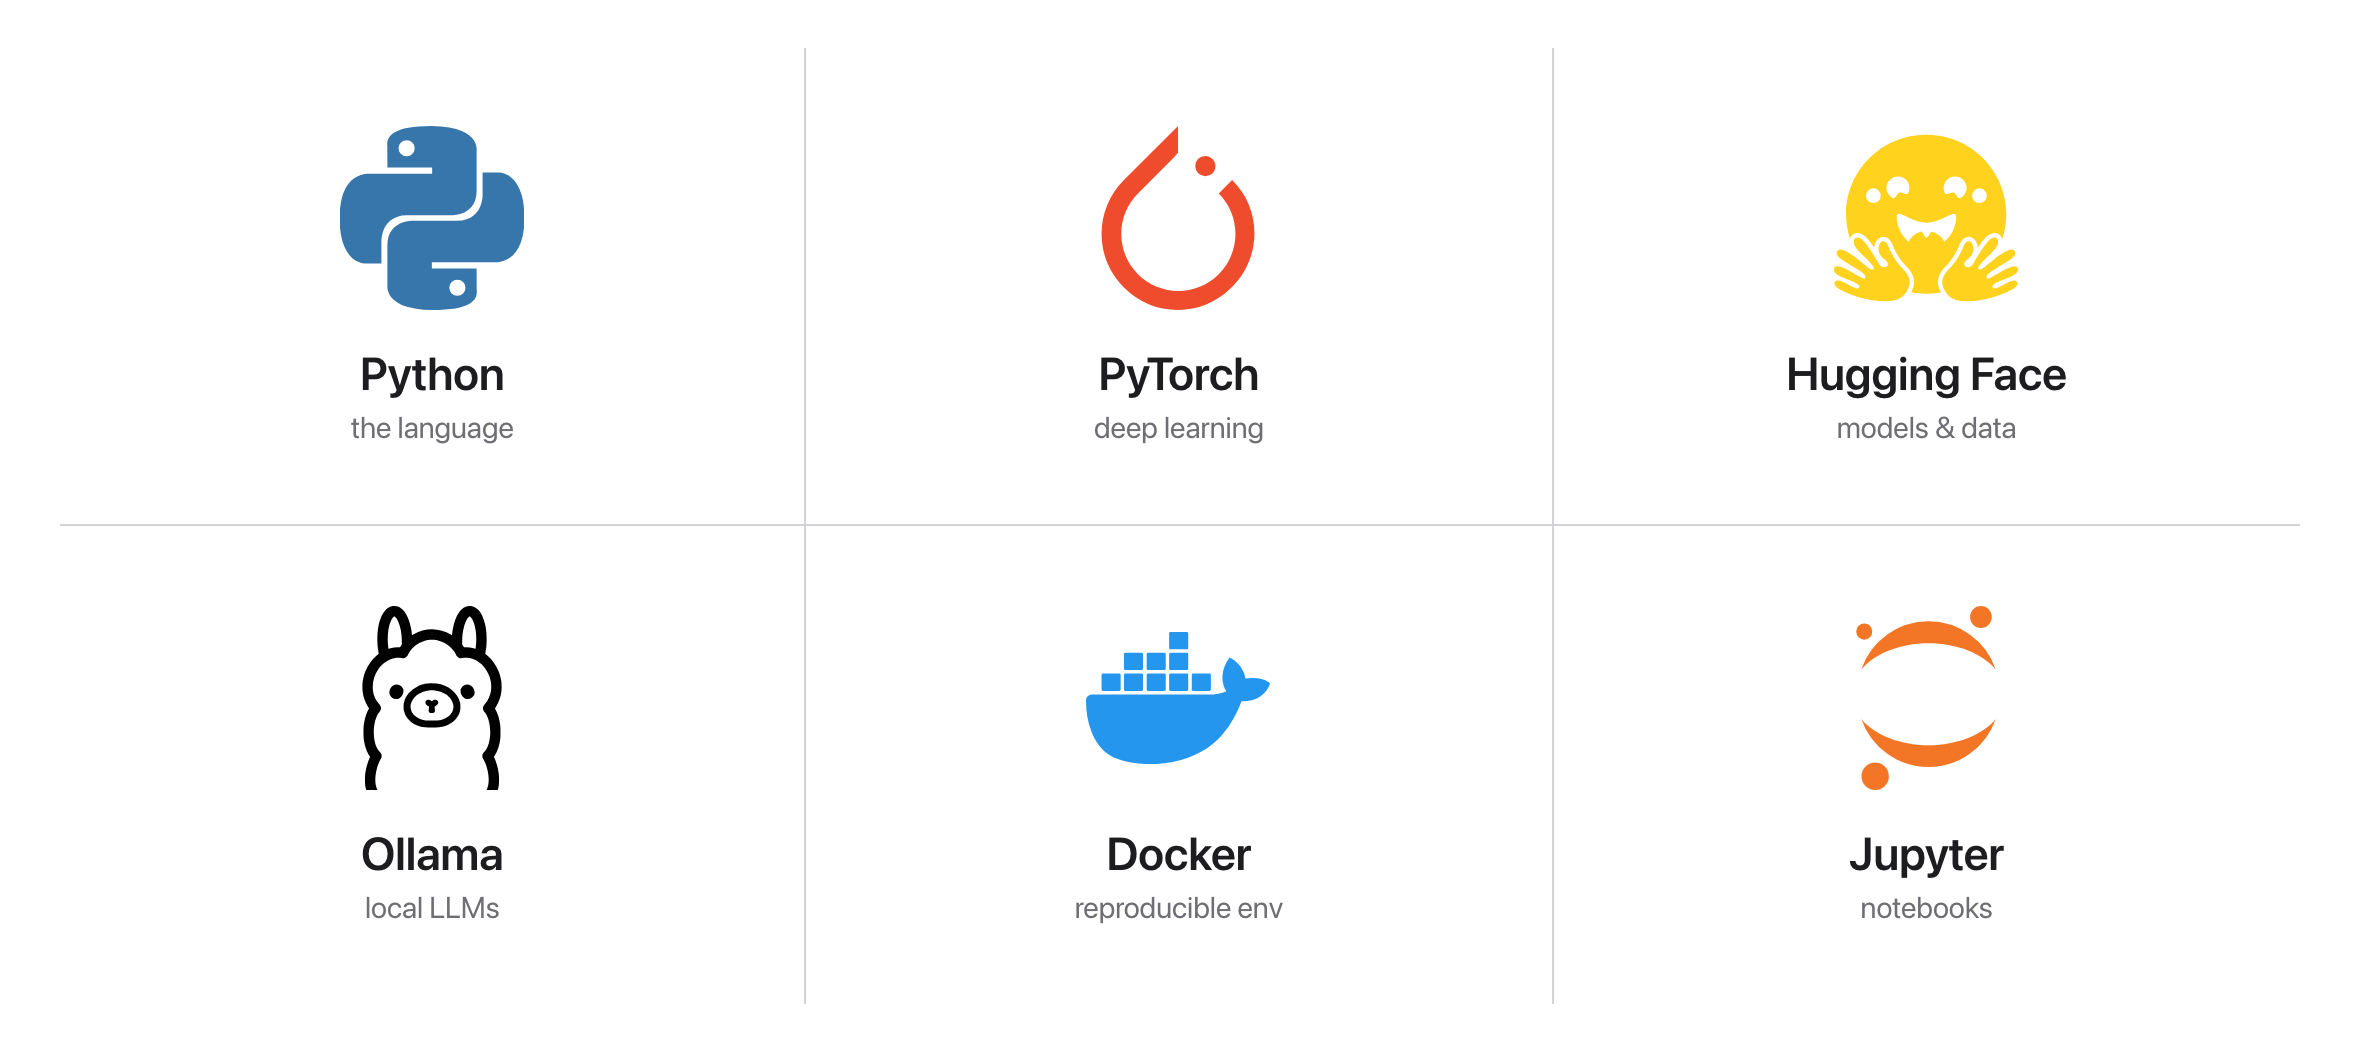 Python
the language
PyTorch
deep learning
Hugging Face
models & data
Ollama
local LLMs
Docker
reproducible env
Jupyter
notebooks